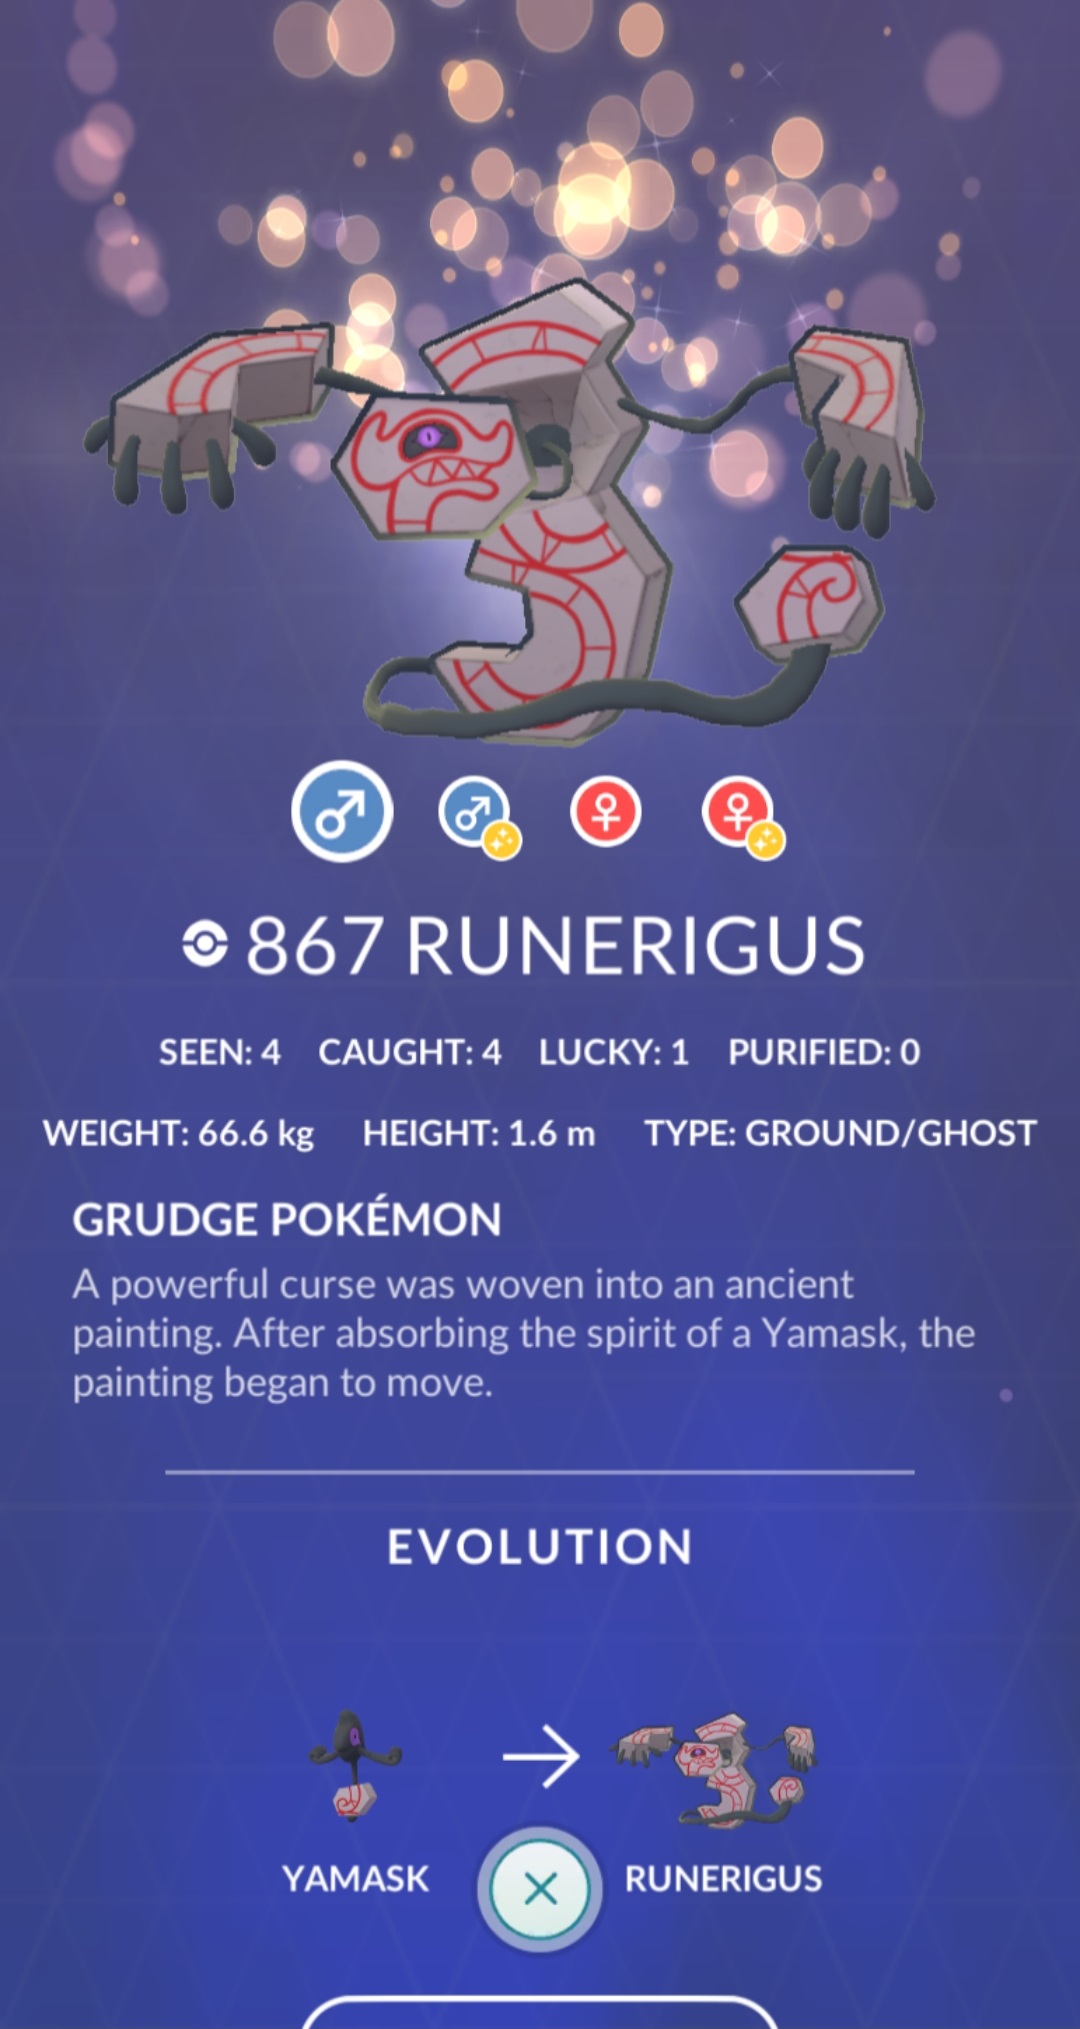 867 RUNERIGUS
SEEN: 4 CAUGHT: 4 LUCKY: 1 PURIFIED: 0
WEIGHT: 66.6 kg HEIGHT: 1.6 m TYPE: GROUND/GHOST
GRUDGE POKÉMON
A powerful curse was woven into an ancient
painting. After absorbing the spirit of a Yamask, the
painting began to move.
EVOLUTION
YAMASK RUNERIGUS